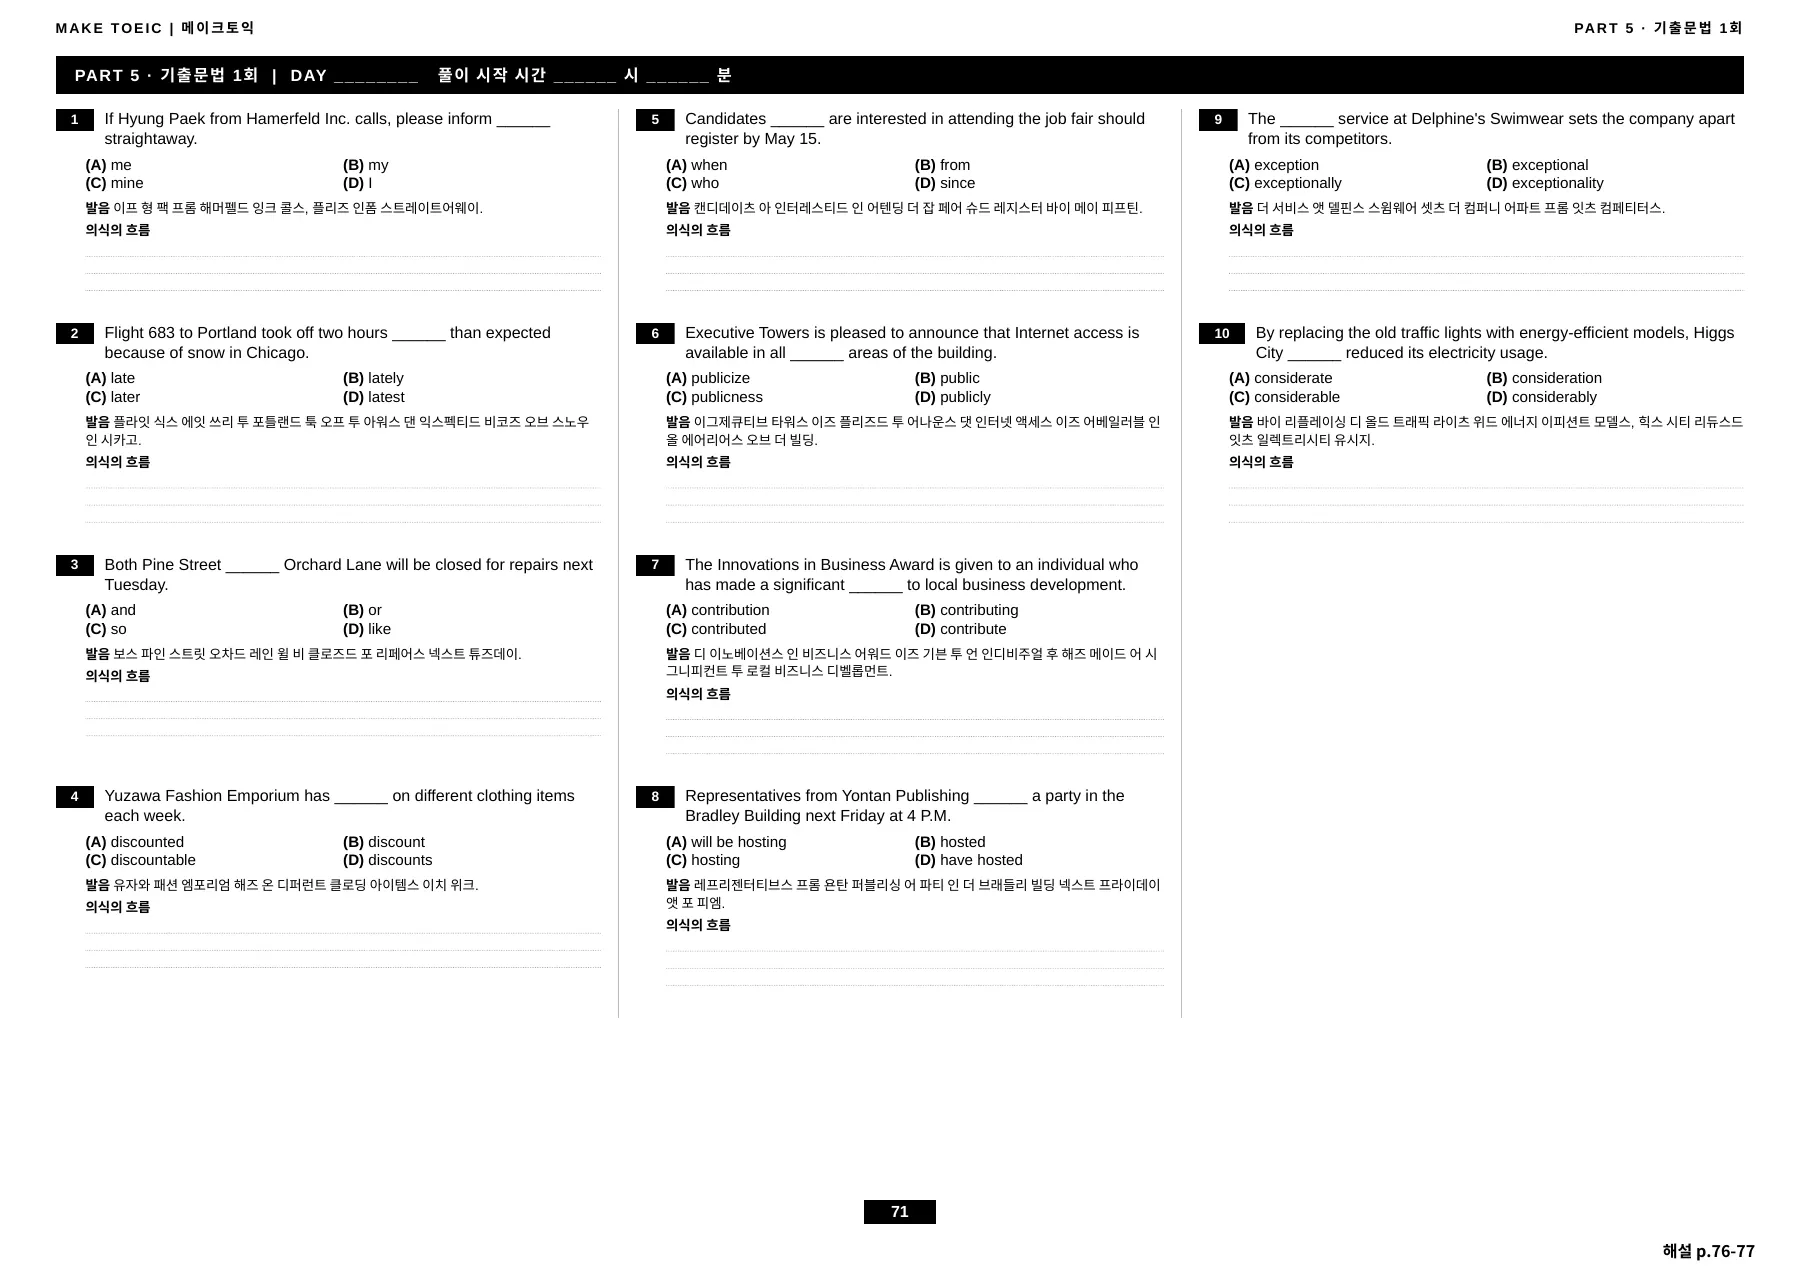 MAKE TOEIC | 메이크토익
PART 5 · 기출문법 1회
PART 5 · 기출문법 1회 | DAY ________ 풀이 시작 시간 ______ 시 ______ 분
1 If Hyung Paek from Hamerfeld Inc. calls, please inform ______
straightaway.
(A) me (B) my
(C) mine (D) I
발음 이프 형 팩 프롬 해머펠드 잉크 콜스, 플리즈 인폼 스트레이트어웨이.
의식의 흐름
2 Flight 683 to Portland took off two hours ______ than expected
because of snow in Chicago.
(A) late (B) lately
(C) later (D) latest
발음 플라잇 식스 에잇 쓰리 투 포틀랜드 툭 오프 투 아워스 댄 익스펙티드 비코즈 오브 스노우
인 시카고.
의식의 흐름
3 Both Pine Street ______ Orchard Lane will be closed for repairs next
Tuesday.
(A) and (B) or
(C) so (D) like
발음 보스 파인 스트릿 오차드 레인 윌 비 클로즈드 포 리페어스 넥스트 튜즈데이.
의식의 흐름
4 Yuzawa Fashion Emporium has ______ on different clothing items
each week.
(A) discounted (B) discount
(C) discountable (D) discounts
발음 유자와 패션 엠포리엄 해즈 온 디퍼런트 클로딩 아이템스 이치 위크.
의식의 흐름
5 Candidates ______ are interested in attending the job fair should
register by May 15.
(A) when (B) from
(C) who (D) since
발음 캔디데이츠 아 인터레스티드 인 어텐딩 더 잡 페어 슈드 레지스터 바이 메이 피프틴.
의식의 흐름
6 Executive Towers is pleased to announce that Internet access is
available in all ______ areas of the building.
(A) publicize (B) public
(C) publicness (D) publicly
발음 이그제큐티브 타워스 이즈 플리즈드 투 어나운스 댓 인터넷 액세스 이즈 어베일러블 인
올 에어리어스 오브 더 빌딩.
의식의 흐름
7 The Innovations in Business Award is given to an individual who
has made a significant ______ to local business development.
(A) contribution (B) contributing
(C) contributed (D) contribute
발음 디 이노베이션스 인 비즈니스 어워드 이즈 기븐 투 언 인디비주얼 후 해즈 메이드 어 시
그니피컨트 투 로컬 비즈니스 디벨롭먼트.
의식의 흐름
8 Representatives from Yontan Publishing ______ a party in the
Bradley Building next Friday at 4 P.M.
(A) will be hosting (B) hosted
(C) hosting (D) have hosted
발음 레프리젠터티브스 프롬 욘탄 퍼블리싱 어 파티 인 더 브래들리 빌딩 넥스트 프라이데이
앳 포 피엠.
의식의 흐름
9 The ______ service at Delphine's Swimwear sets the company apart
from its competitors.
(A) exception (B) exceptional
(C) exceptionally (D) exceptionality
발음 더 서비스 앳 델핀스 스윔웨어 셋츠 더 컴퍼니 어파트 프롬 잇츠 컴페티터스.
의식의 흐름
10 By replacing the old traffic lights with energy-efficient models, Higgs
City ______ reduced its electricity usage.
(A) considerate (B) consideration
(C) considerable (D) considerably
발음 바이 리플레이싱 디 올드 트래픽 라이츠 위드 에너지 이피션트 모델스, 힉스 시티 리듀스드
잇츠 일렉트리시티 유시지.
의식의 흐름
71
해설 p.76-77